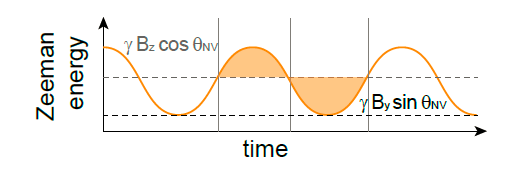 Zeeman
energy
γ Bz cos θNV
γ By sin θNV
time